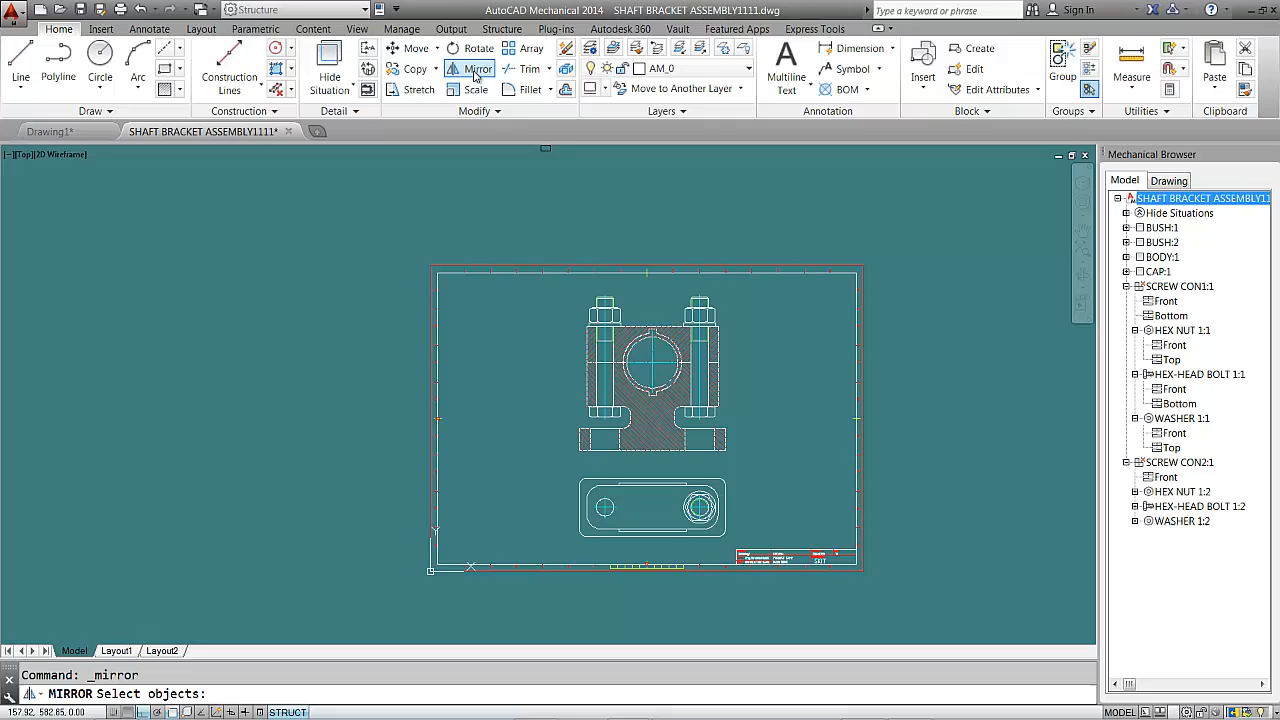 Structure
AutoCAD Mechanical 2014 SHAFT BRACKET ASSEMBLY1111.dwg
Type a keyword or phrase
Sign In
Home Insert Annotate Layout Parametric Content View Manage Output Structure Plug-ins Autodesk 360 Vault Featured Apps Express Tools
Line Polyline Circle Arc
Construction Lines
Hide Situation
Move Rotate Array
Copy Mirror Trim
Stretch Scale Fillet
AM_0
Move to Another Layer
Multiline Text
Dimension
Symbol
BOM
Insert
Create
Edit
Edit Attributes
Group
Measure
Paste
Draw Construction Detail Modify Layers Annotation Block Groups Utilities Clipboard
Drawing1*
SHAFT BRACKET ASSEMBLY1111*
[−][Top][2D Wireframe]
Mechanical Browser
Model Drawing
SHAFT BRACKET ASSEMBLY11
Hide Situations
BUSH:1
BUSH:2
BODY:1
CAP:1
SCREW CON1:1
Front
Bottom
HEX NUT 1:1
Front
Top
HEX-HEAD BOLT 1:1
Front
Bottom
WASHER 1:1
Front
Top
SCREW CON2:1
Front
HEX NUT 1:2
HEX-HEAD BOLT 1:2
WASHER 1:2
Y
X
Model Layout1 Layout2
Command: _mirror
MIRROR Select objects:
157.92, 582.85, 0.00
STRUCT
MODEL